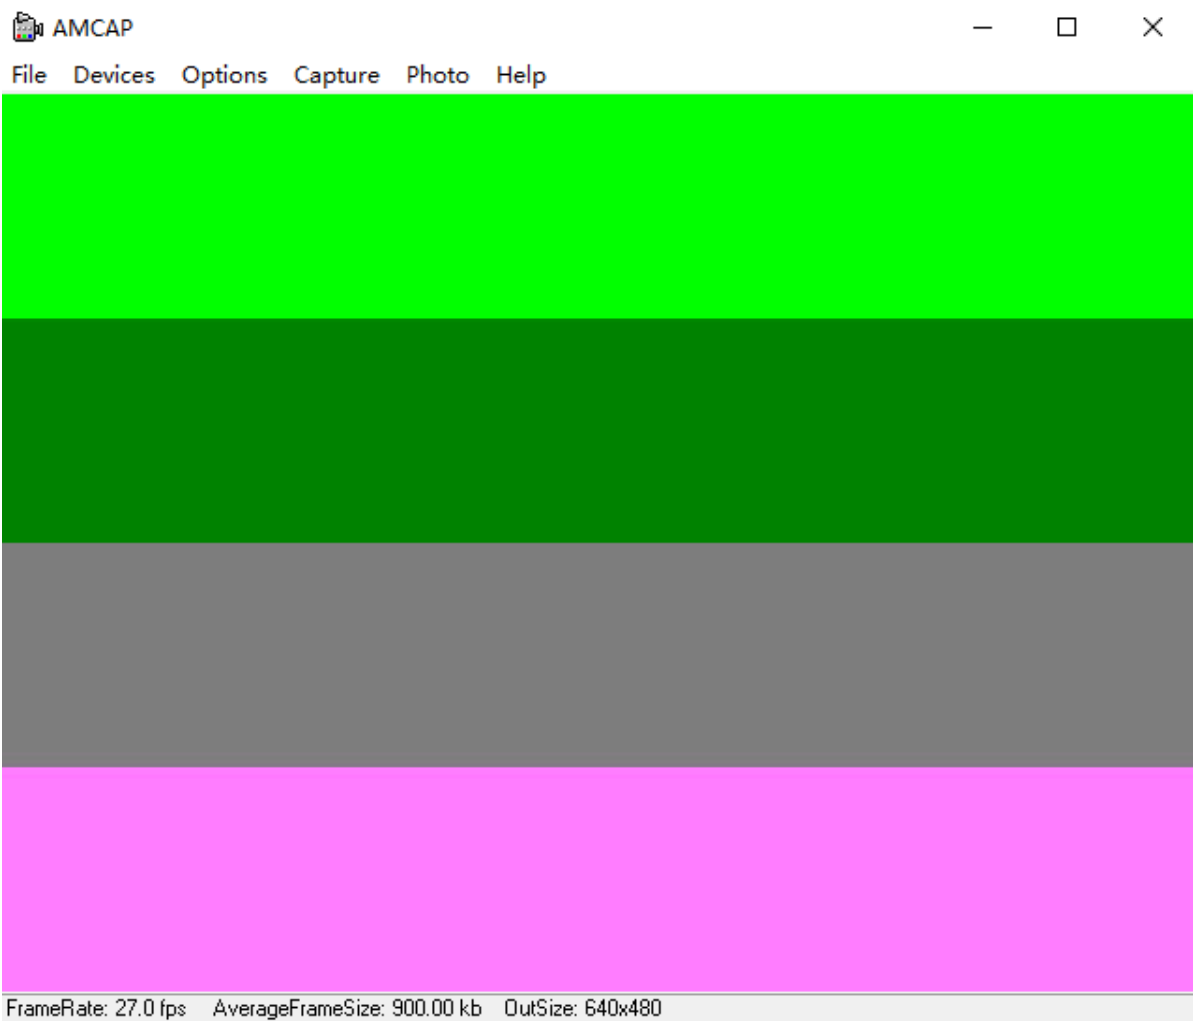 AMCAP
File Devices Options Capture Photo Help
FrameRate: 27.0 fps AverageFrameSize: 900.00 kb OutSize: 640x480